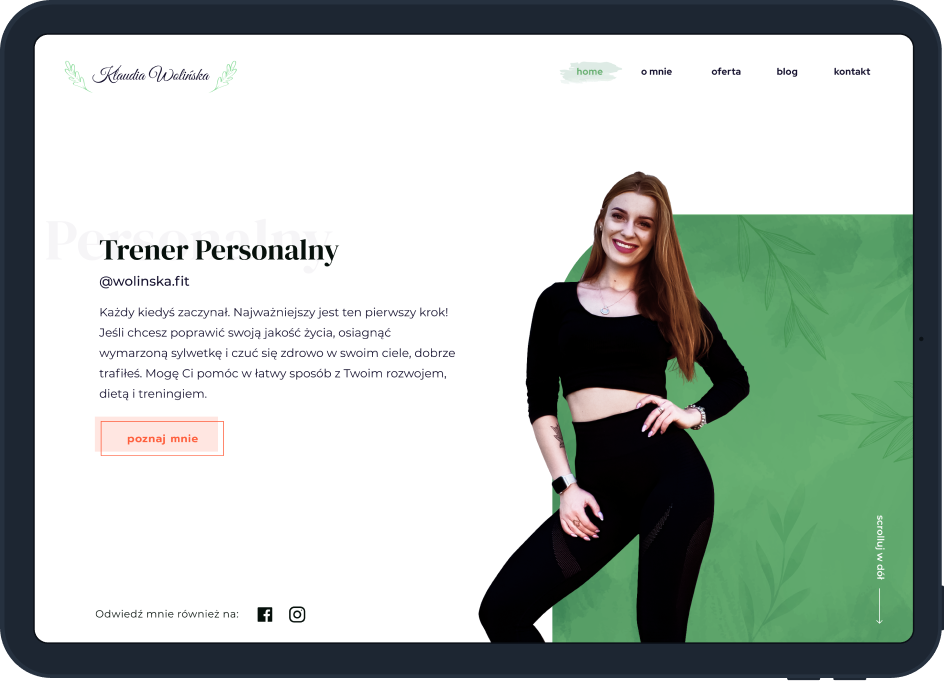 Klaudia Wolińska
home o mnie oferta blog kontakt
Personalny
Trener Personalny
@wolinska.fit
Każdy kiedyś zaczynał. Najważniejszy jest ten pierwszy krok!
Jeśli chcesz poprawić swoją jakość życia, osiagnąć
wymarzoną sylwetkę i czuć się zdrowo w swoim ciele, dobrze
trafiłeś. Mogę Ci pomóc w łatwy sposób z Twoim rozwojem,
dietą i treningiem.
poznaj mnie
scrolluj w dół
Odwiedź mnie również na: